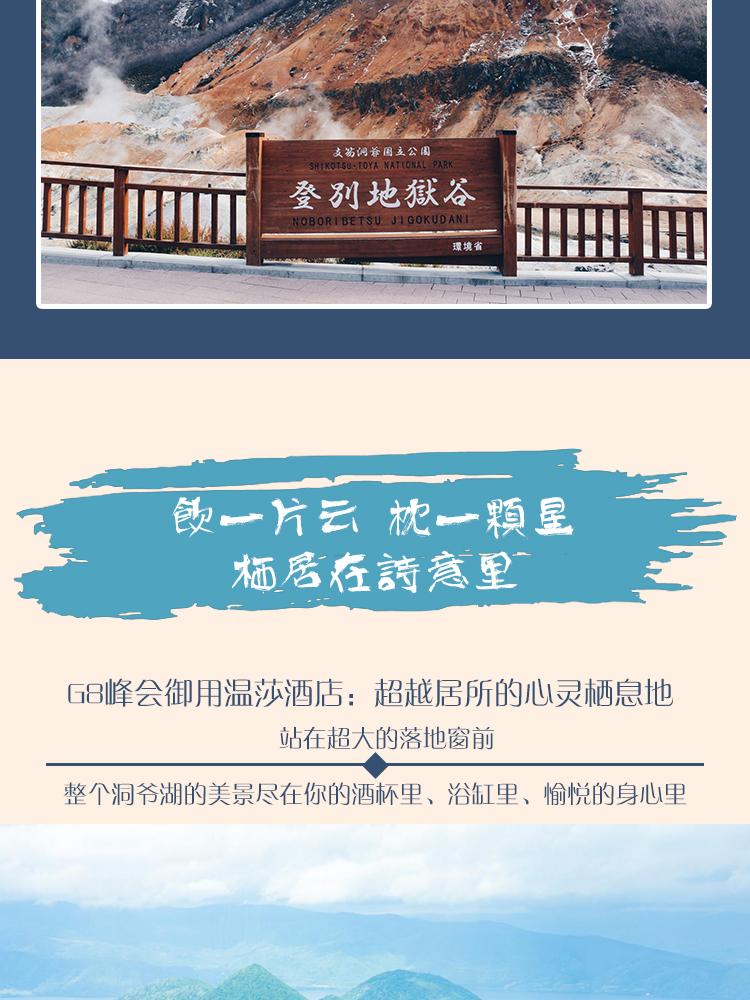 支笏洞爺国立公園
SHIKOTSU-TOYA NATIONAL PARK
登別地獄谷
NOBORIBETSU JIGOKUDANI
環境省
飲一片云 枕一顆星
栖居在詩意里
G8峰会御用温莎酒店：超越居所的心灵栖息地
站在超大的落地窗前
整个洞爷湖的美景尽在你的酒杯里、浴缸里、愉悦的身心里